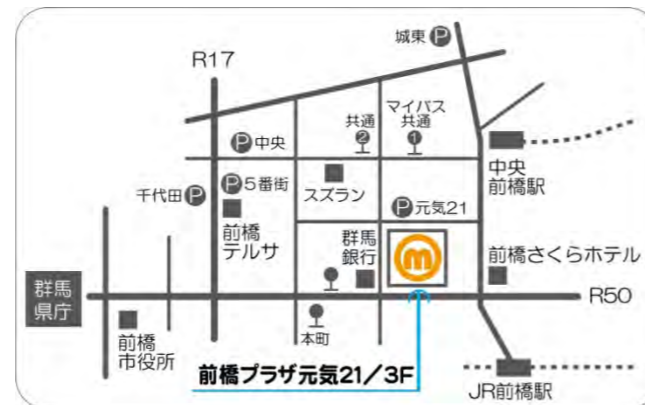 城東 P
R17
マイバス
共通
1
共通
2
P 中央
中央
前橋駅
スズラン
P 5番街
千代田 P
前橋
テルサ
P 元気21
群馬
銀行
m
前橋さくらホテル
群馬
県庁
R50
前橋
市役所
本町
前橋プラザ元気21/3F
JR前橋駅